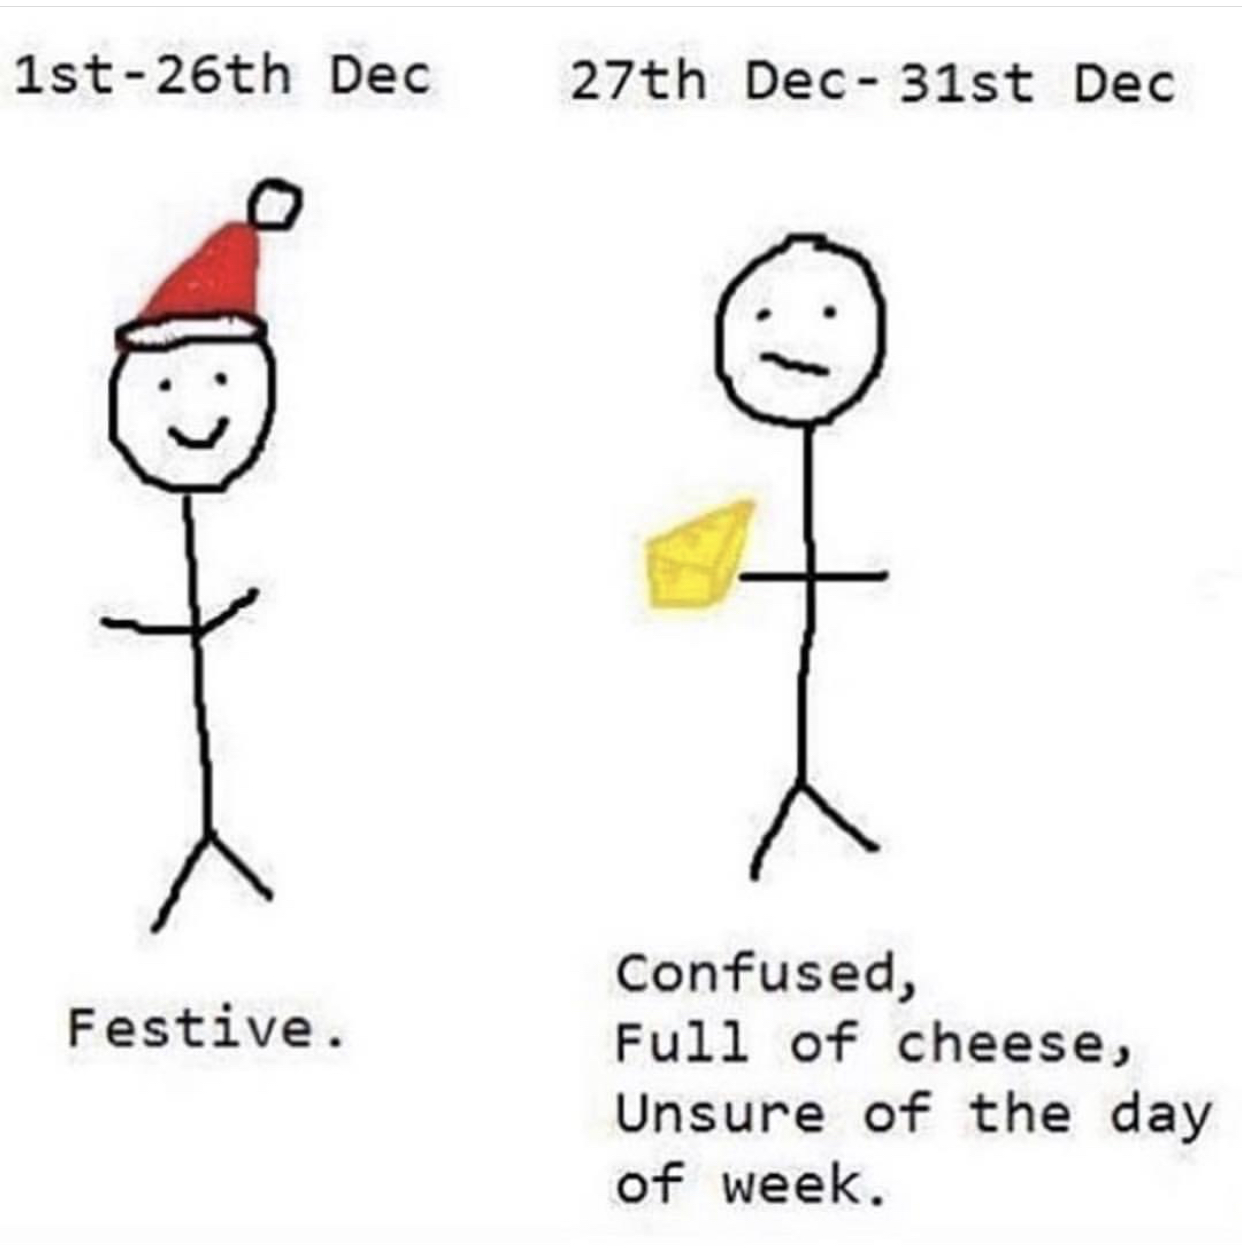 1st-26th Dec
27th Dec-31st Dec
Festive.
Confused,
Full of cheese,
Unsure of the day
of week.